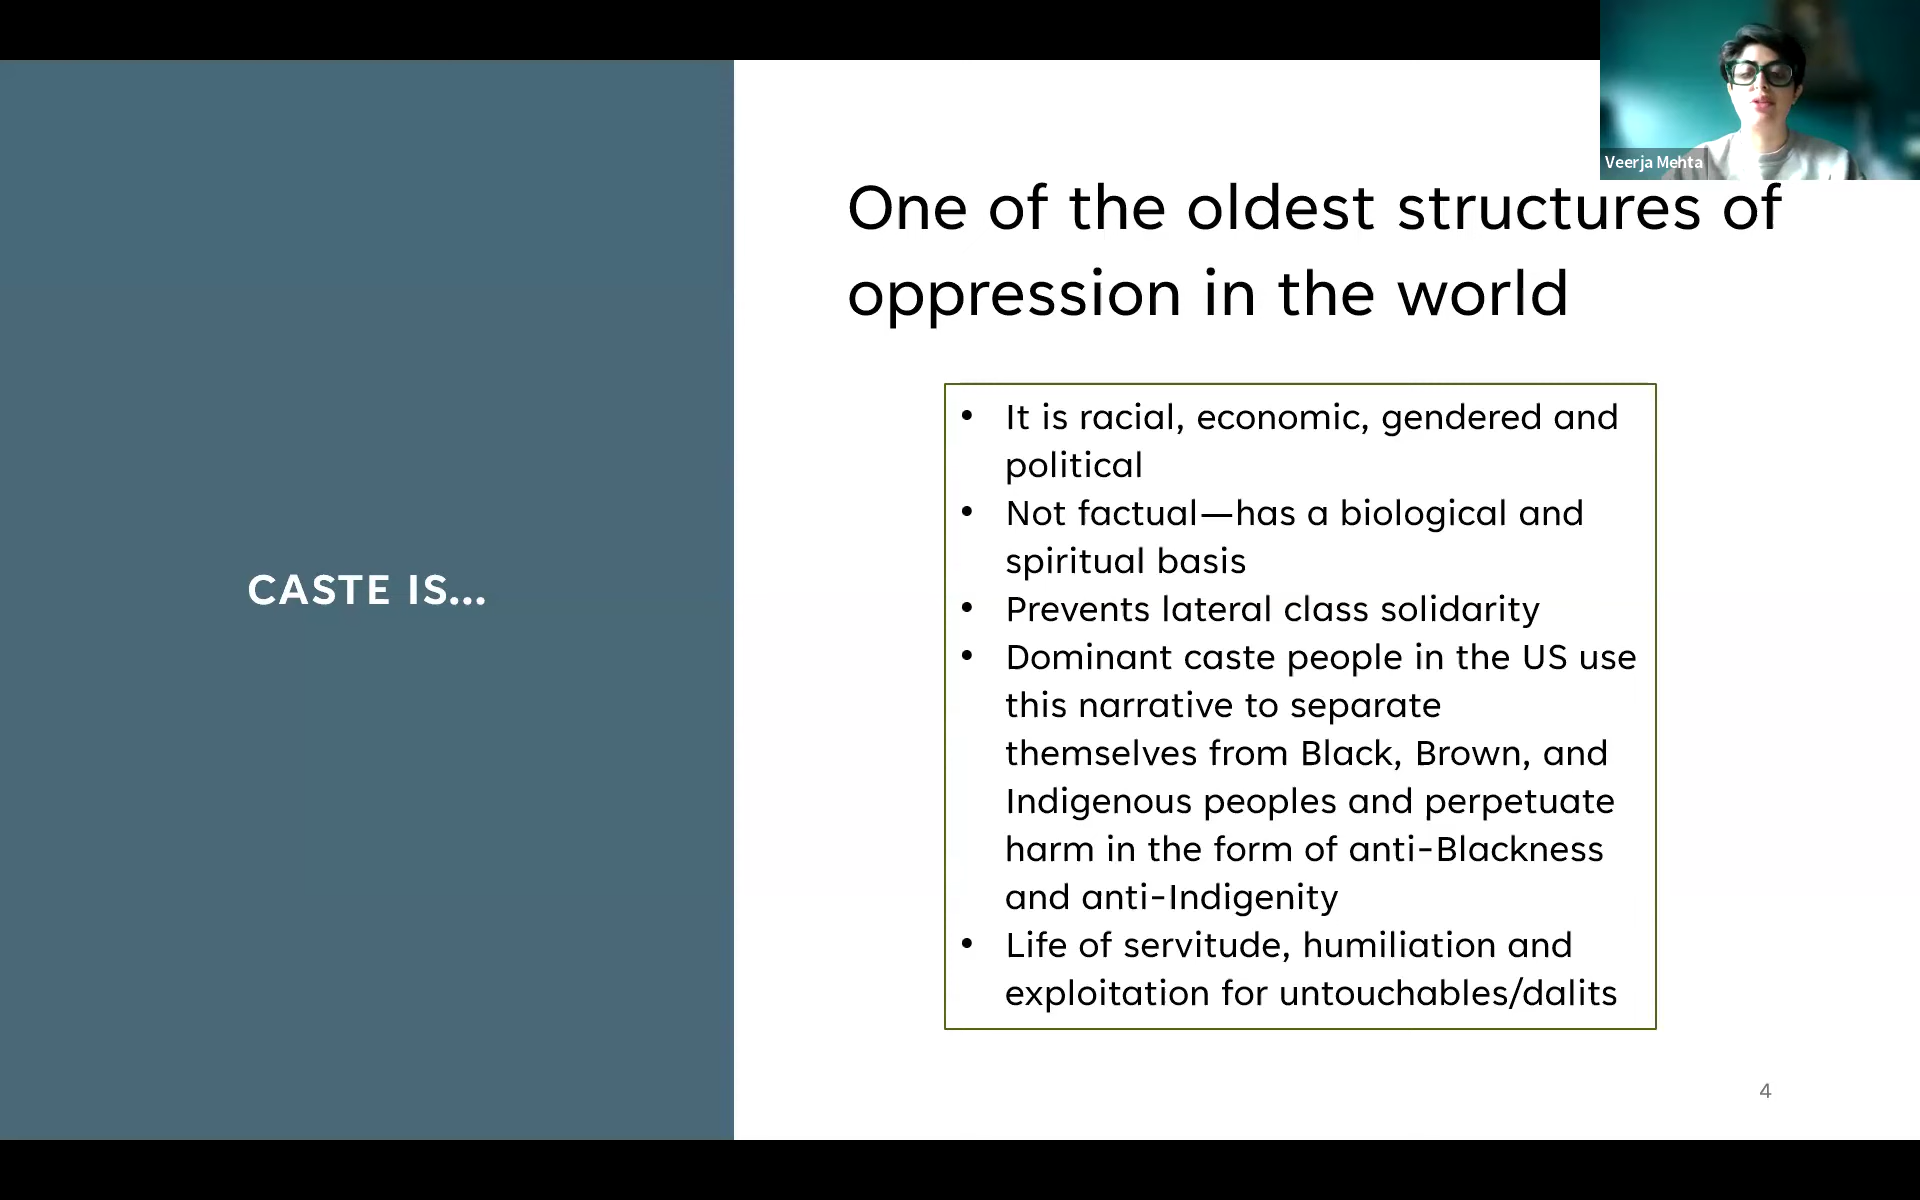 Veerja Mehta
CASTE IS...
One of the oldest structures of
oppression in the world
• It is racial, economic, gendered and
political
• Not factual—has a biological and
spiritual basis
• Prevents lateral class solidarity
• Dominant caste people in the US use
this narrative to separate
themselves from Black, Brown, and
Indigenous peoples and perpetuate
harm in the form of anti-Blackness
and anti-Indigenity
• Life of servitude, humiliation and
exploitation for untouchables/dalits
4